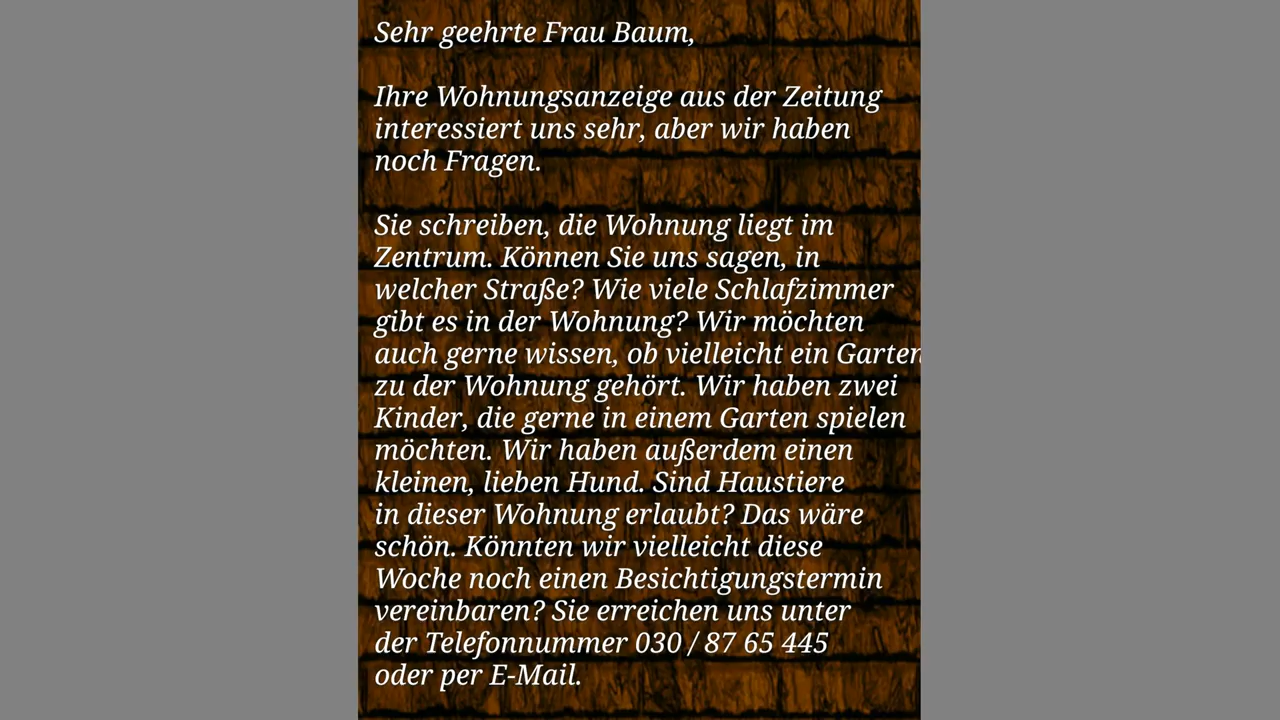 Sehr geehrte Frau Baum,
Ihre Wohnungsanzeige aus der Zeitung
interessiert uns sehr, aber wir haben
noch Fragen.
Sie schreiben, die Wohnung liegt im
Zentrum. Können Sie uns sagen, in
welcher Straße? Wie viele Schlafzimmer
gibt es in der Wohnung? Wir möchten
auch gerne wissen, ob vielleicht ein Garten
zu der Wohnung gehört. Wir haben zwei
Kinder, die gerne in einem Garten spielen
möchten. Wir haben außerdem einen
kleinen, lieben Hund. Sind Haustiere
in dieser Wohnung erlaubt? Das wäre
schön. Könnten wir vielleicht diese
Woche noch einen Besichtigungstermin
vereinbaren? Sie erreichen uns unter
der Telefonnummer 030 / 87 65 445
oder per E-Mail.